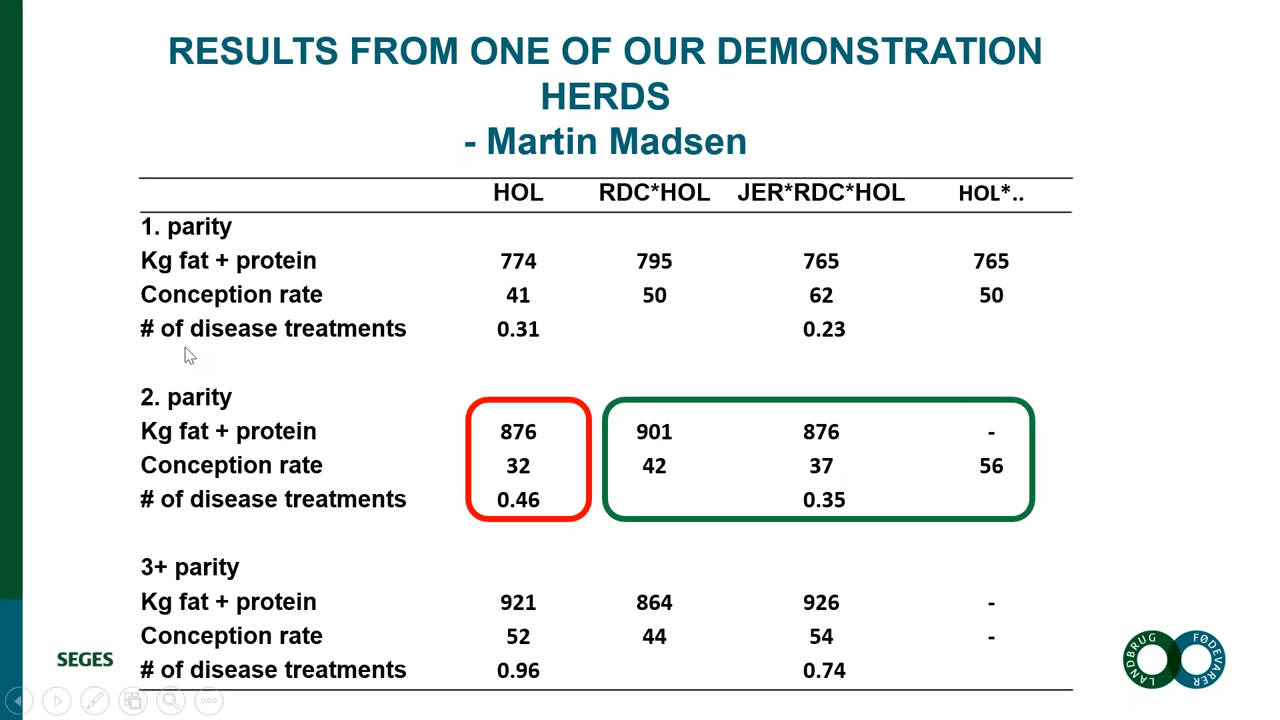 RESULTS FROM ONE OF OUR DEMONSTRATION
HERDS
- Martin Madsen
HOL RDC*HOL JER*RDC*HOL HOL*..
1. parity
Kg fat + protein 774 795 765 765
Conception rate 41 50 62 50
# of disease treatments 0.31 0.23
2. parity
Kg fat + protein 876 901 876 -
Conception rate 32 42 37 56
# of disease treatments 0.46 0.35
3+ parity
Kg fat + protein 921 864 926 -
Conception rate 52 44 54 -
# of disease treatments 0.96 0.74
SEGES
LANDBRUG FØDEVARER